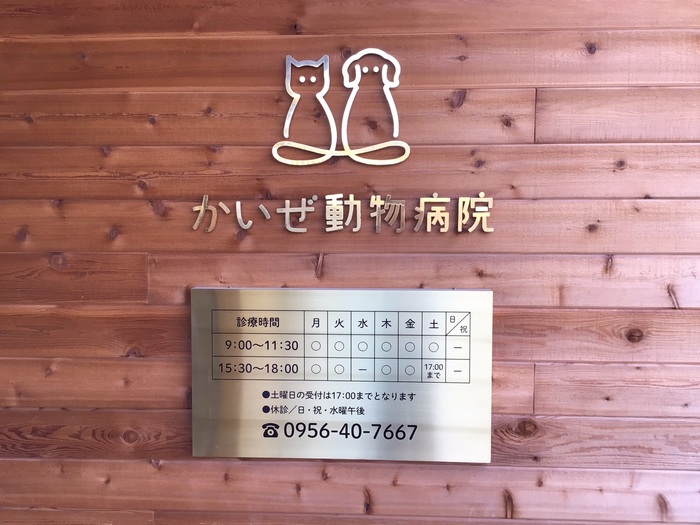 かいぜ動物病院
診療時間 月 火 水 木 金 土 日/祝
9:00〜11:30 ○ ○ ○ ○ ○ ○ ー
15:30〜18:00 ○ ○ ー ○ ○ 17:00まで ー
●土曜日の受付は17:00までとなります
●休診／日・祝・水曜午後
☎0956-40-7667